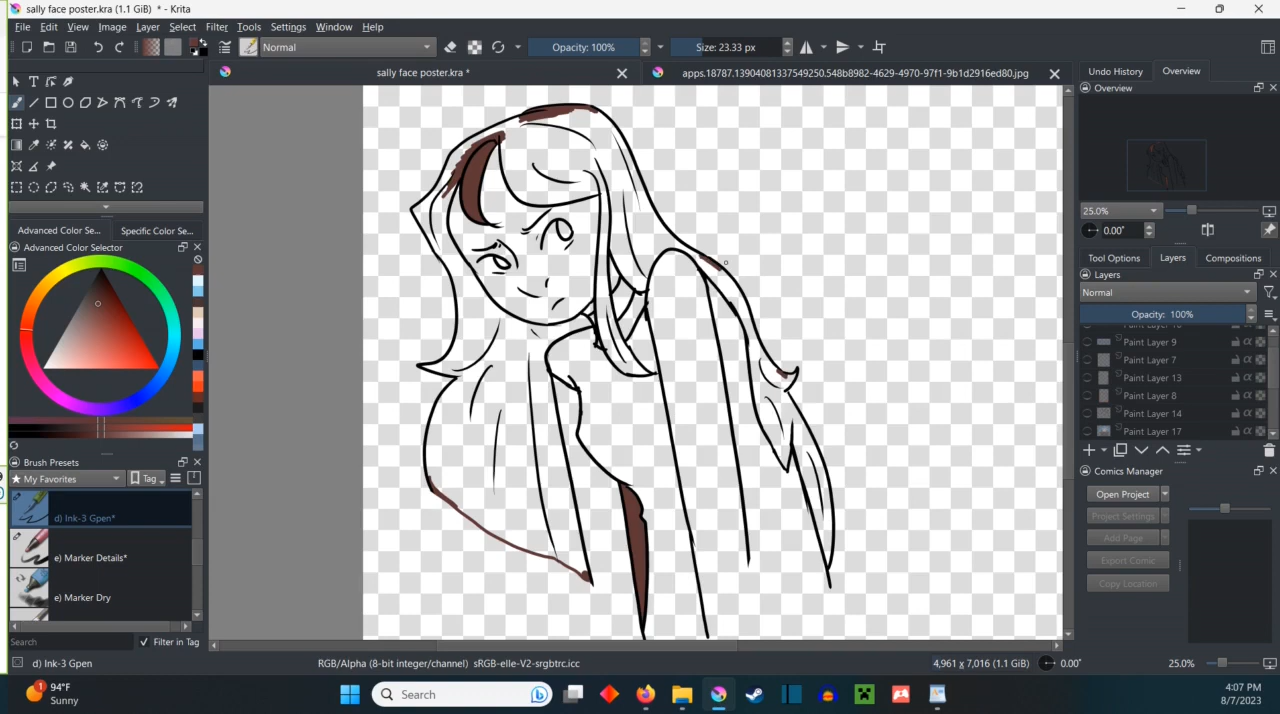 sally face poster.kra (1.1 GiB) * - Krita
File Edit View Image Layer Select Filter Tools Settings Window Help
Normal Opacity: 100% Size: 23.33 px
sally face poster.kra * apps.18787.13904081337549250.548b8982-4629-4970-97f1-9b1d2916ed80.jpg
Undo History Overview
Overview
25.0%
0.00°
Advanced Color Se... Specific Color Se...
Advanced Color Selector
Tool Options Layers Compositions
Layers
Normal
Opacity: 100%
Paint Layer 9
Paint Layer 7
Paint Layer 13
Paint Layer 8
Paint Layer 14
Paint Layer 17
Brush Presets
My Favorites Tag
d) Ink-3 Gpen*
e) Marker Details*
e) Marker Dry
Search Filter in Tag
Comics Manager
Open Project
Project Settings
Add Page
Export Comic
Copy Location
d) Ink-3 Gpen RGB/Alpha (8-bit integer/channel) sRGB-elle-V2-srgbtrc.icc 4,961 x 7,016 (1.1 GiB) 0.00° 25.0%
1
94°F
Sunny
Search
4:07 PM
8/7/2023